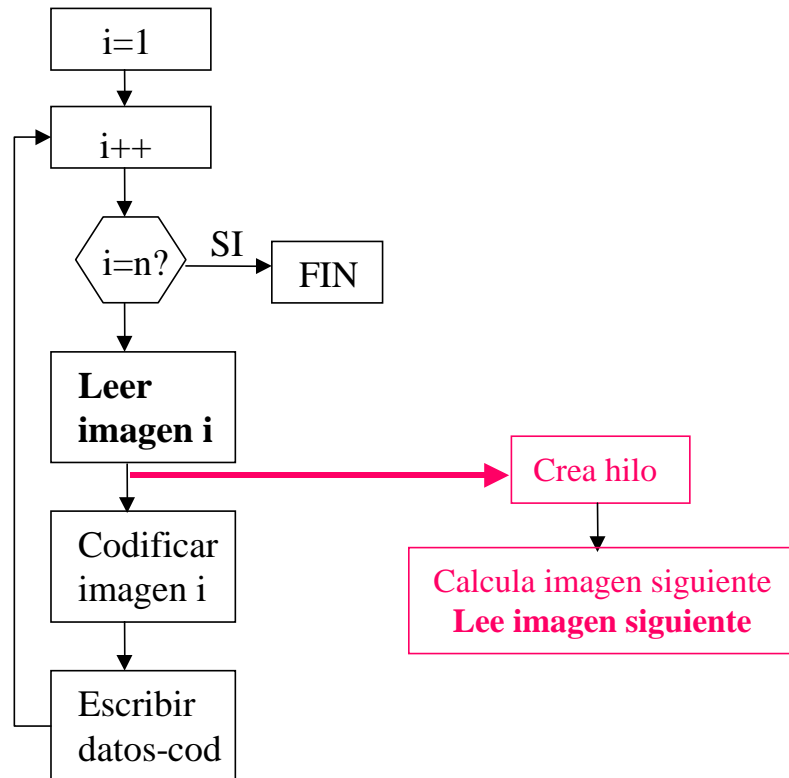 i=1
i++
i=n?
SI
FIN
Leer
imagen i
Crea hilo
Codificar
imagen i
Calcula imagen siguiente
Lee imagen siguiente
Escribir
datos-cod